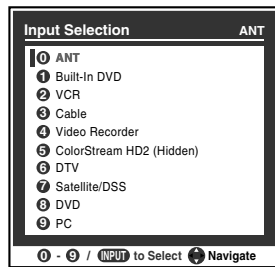 Input Selection ANT
0 ANT
1 Built-In DVD
2 VCR
3 Cable
4 Video Recorder
5 ColorStream HD2 (Hidden)
6 DTV
7 Satellite/DSS
8 DVD
9 PC
0 - 9 / INPUT to Select Navigate